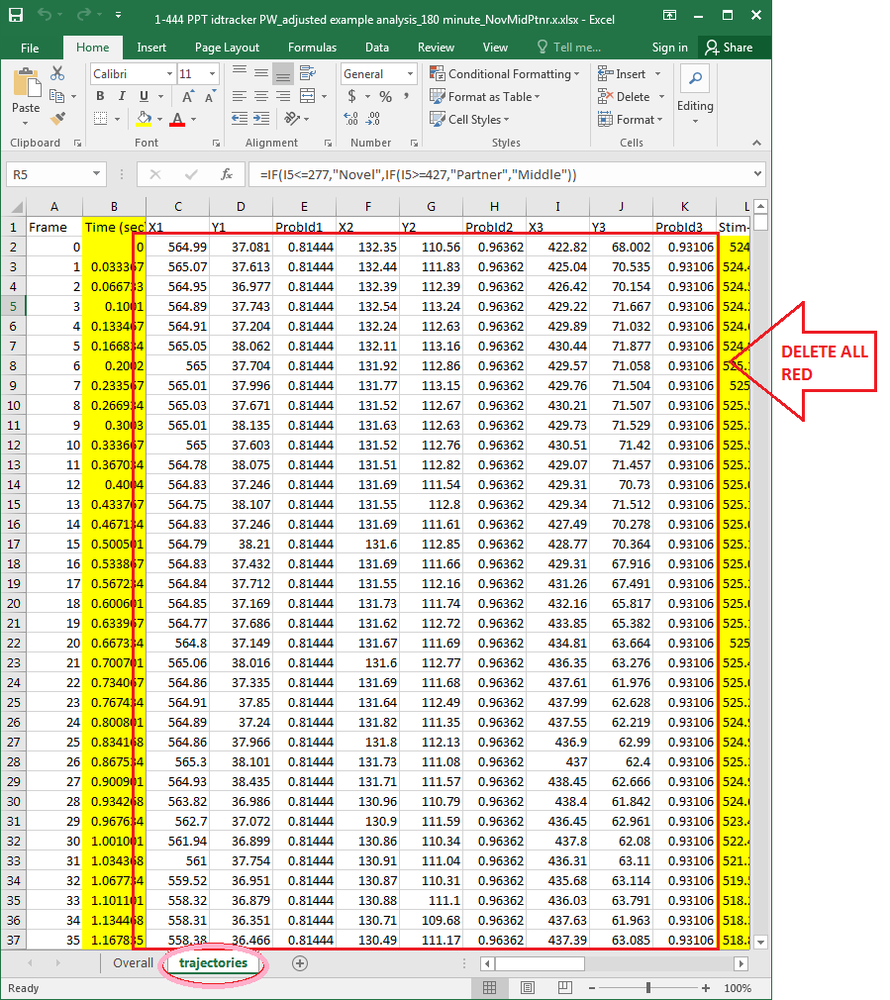 1-444 PPT idtracker PW_adjusted example analysis_180 minute_NovMidPtnr.x.xlsx - Excel
File Home Insert Page Layout Formulas Data Review View Tell me... Sign in Share
Calibri 11 General Conditional Formatting Insert
Paste B I U A A $ % , Format as Table Delete Editing
A Cell Styles Format
Clipboard Font Alignment Number Styles Cells
R5 fx =IF(I5<=277,"Novel",IF(I5>=427,"Partner","Middle"))
A B C D E F G H I J K L
1 Frame Time (sec X1 Y1 ProbId1 X2 Y2 ProbId2 X3 Y3 ProbId3 Stim-
2 0 0 564.99 37.081 0.81444 132.35 110.56 0.96362 422.82 68.002 0.93106 524
3 1 0.033367 565.07 37.613 0.81444 132.44 111.83 0.96362 425.04 70.535 0.93106 524.4
4 2 0.066733 564.95 36.977 0.81444 132.39 112.39 0.96362 426.42 70.154 0.93106 524.5
5 3 0.1001 564.89 37.743 0.81444 132.54 113.24 0.96362 429.22 71.667 0.93106 524.2
6 4 0.133467 564.91 37.204 0.81444 132.24 112.63 0.96362 429.89 71.032 0.93106 524.6
7 5 0.166834 565.05 38.062 0.81444 132.11 113.16 0.96362 430.44 71.877 0.93106
8 6 0.2002 565 37.704 0.81444 131.92 112.86 0.96362 429.57 71.058 0.93106
9 7 0.233567 565.01 37.996 0.81444 131.77 113.15 0.96362 429.76 71.504 0.93106 525
10 8 0.266934 565.03 37.671 0.81444 131.52 112.67 0.96362 430.21 71.507 0.93106 525.5
11 9 0.3003 565.01 38.135 0.81444 131.63 112.63 0.96362 429.73 71.529 0.93106 525.3
12 10 0.333667 565 37.603 0.81444 131.52 112.76 0.96362 430.51 71.42 0.93106 525.5
13 11 0.367034 564.78 38.075 0.81444 131.51 112.82 0.96362 429.07 71.457 0.93106 525.2
14 12 0.4004 564.83 37.246 0.81444 131.69 111.54 0.96362 429.31 70.73 0.93106 525.0
15 13 0.433767 564.75 38.107 0.81444 131.55 112.8 0.96362 429.34 71.512 0.93106 525.1
16 14 0.467134 564.83 37.246 0.81444 131.69 111.61 0.96362 427.49 70.278 0.93106 525.0
17 15 0.500501 564.79 38.21 0.81444 131.6 112.85 0.96362 428.77 70.364 0.93106 525.1
18 16 0.533867 564.83 37.432 0.81444 131.69 111.66 0.96362 429.31 67.916 0.93106 525.0
19 17 0.567234 564.84 37.712 0.81444 131.55 112.16 0.96362 431.26 67.491 0.93106 525.2
20 18 0.600601 564.85 37.169 0.81444 131.73 111.74 0.96362 432.16 65.817 0.93106 525.0
21 19 0.633967 564.77 37.686 0.81444 131.62 112.72 0.96362 433.85 65.382 0.93106 525.1
22 20 0.667334 564.8 37.149 0.81444 131.67 111.69 0.96362 434.81 63.664 0.93106 525
23 21 0.700701 565.06 38.016 0.81444 131.6 112.77 0.96362 436.35 63.276 0.93106 525.4
24 22 0.734067 564.86 37.335 0.81444 131.69 111.68 0.96362 437.61 61.976 0.93106 525.0
25 23 0.767434 564.91 37.85 0.81444 131.64 112.49 0.96362 437.99 62.628 0.93106 525.2
26 24 0.800801 564.89 37.24 0.81444 131.82 111.35 0.96362 437.55 62.219 0.93106 524.9
27 25 0.834168 564.86 37.966 0.81444 131.8 112.13 0.96362 436.9 62.99 0.93106 524.9
28 26 0.867534 565.3 38.101 0.81444 131.73 111.08 0.96362 437 62.4 0.93106 525.3
29 27 0.900901 564.93 38.435 0.81444 131.71 111.57 0.96362 438.45 62.666 0.93106 524.9
30 28 0.934268 563.82 36.986 0.81444 130.96 110.79 0.96362 438.4 61.842 0.93106 524.6
31 29 0.967634 562.7 37.072 0.81444 130.9 111.59 0.96362 436.45 62.961 0.93106 523.4
32 30 1.001001 561.94 36.899 0.81444 130.86 110.34 0.96362 437.8 62.08 0.93106 522.4
33 31 1.034368 561 37.754 0.81444 130.91 111.04 0.96362 436.31 63.11 0.93106 521.2
34 32 1.067734 559.52 36.951 0.81444 130.87 110.31 0.96362 435.68 63.114 0.93106 519.5
35 33 1.101101 558.32 36.879 0.81444 130.88 111.1 0.96362 436.03 63.791 0.93106 518.2
36 34 1.134468 558.31 36.351 0.81444 130.71 109.68 0.96362 437.63 61.963 0.93106 518.1
37 35 1.167835 558.38 36.466 0.81444 130.49 111.17 0.96362 437.39 63.085 0.93106 518.8
DELETE ALL
RED
Overall trajectories
Ready 100%